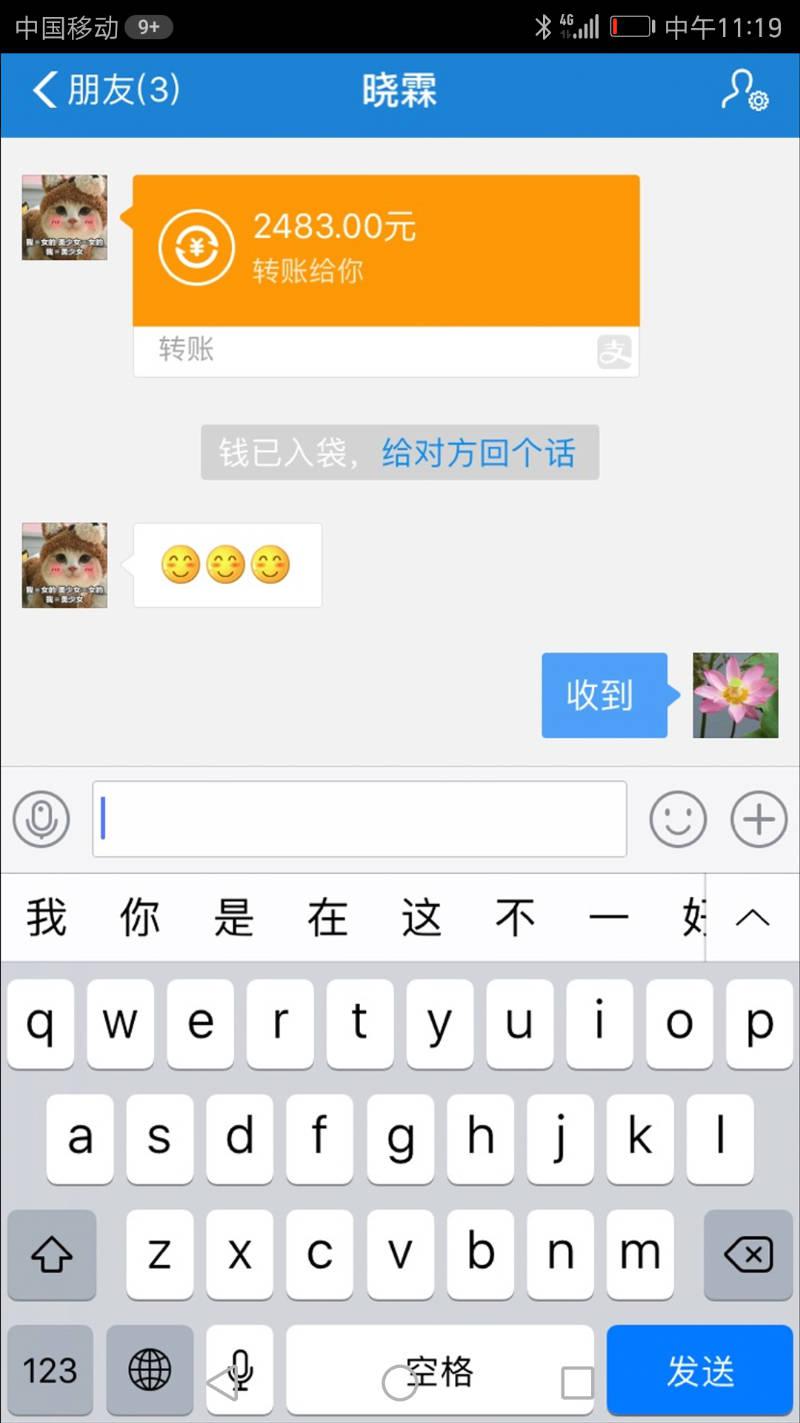 中国移动 9+ 4G 中午11:19
朋友(3) 晓霖
2483.00元
转账给你
转账 支
钱已入袋，给对方回个话
我=女的 美少女=女的
我=美少女
我=女的 美少女=女的
我=美少女
收到
我 你 是 在 这 不 一 好
q w e r t y u i o p
a s d f g h j k l
z x c v b n m
123 空格 发送